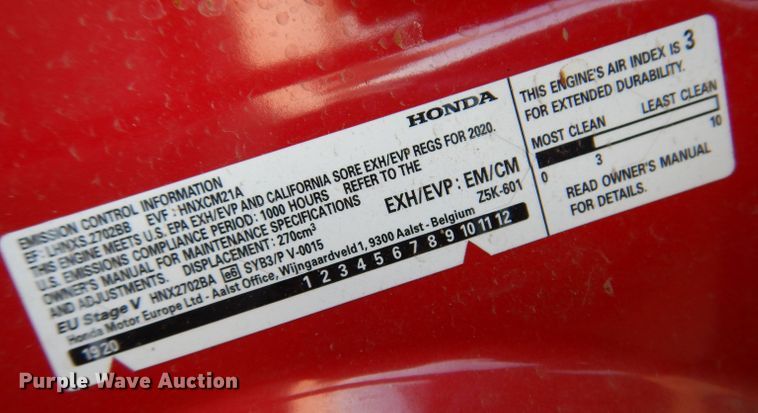 HONDA
EMISSION CONTROL INFORMATION
EF: LHNXS.2702BB EVF : HNXCM21A
THIS ENGINE MEETS U.S. EPA EXH/EVP AND CALIFORNIA SORE EXH/EVP REGS FOR 2020.
U.S. EMISSIONS COMPLIANCE PERIOD: 1000 HOURS REFER TO THE
OWNER'S MANUAL FOR MAINTENANCE SPECIFICATIONS
AND ADJUSTMENTS. DISPLACEMENT: 270cm³
EXH/EVP : EM/CM
EU Stage V HNX2702BA e6 SYB3/P V-0015
Z5K-601
Honda Motor Europe Ltd - Aalst Office, Wijngaardveld1, 9300 Aalst - Belgium
19 20 1 2 3 4 5 6 7 8 9 10 11 12
THIS ENGINE'S AIR INDEX IS 3
FOR EXTENDED DURABILITY.
MOST CLEAN LEAST CLEAN
0 3 10
READ OWNER'S MANUAL
FOR DETAILS.
Purple Wave Auction